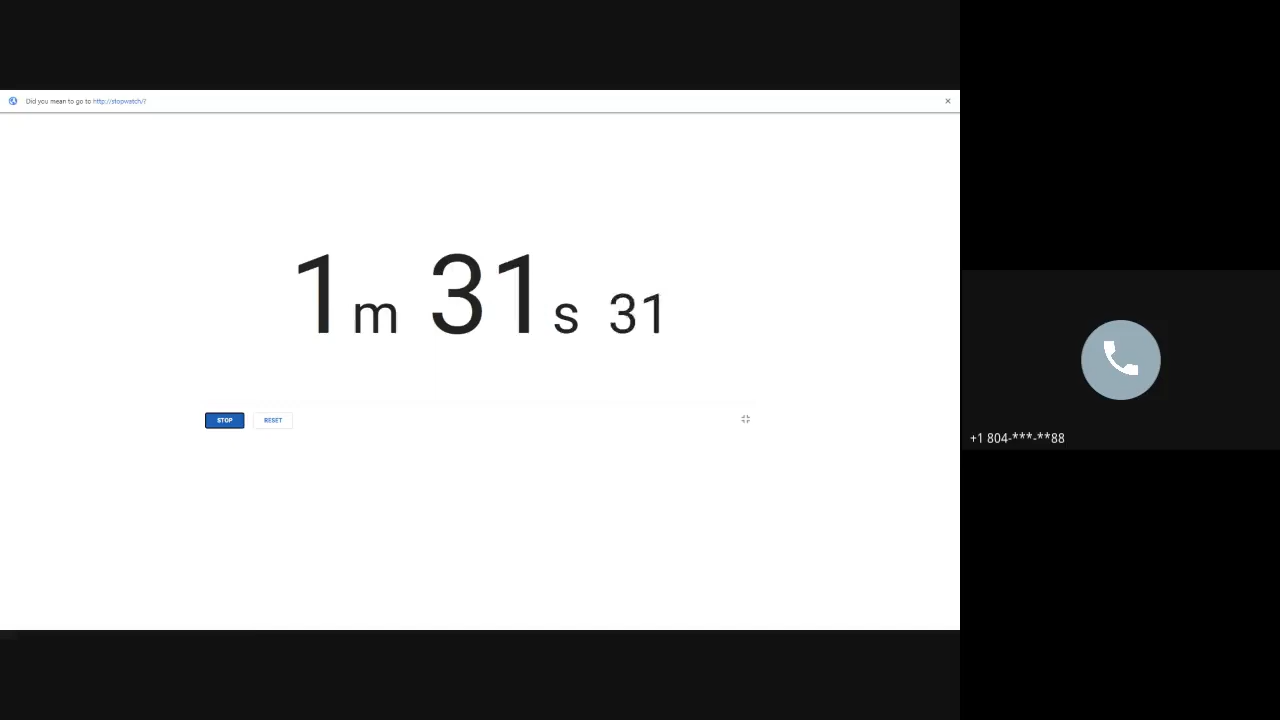 Did you mean to go to http://stopwatch/?
1m 31s 31
STOP RESET
+1 804-***-**88